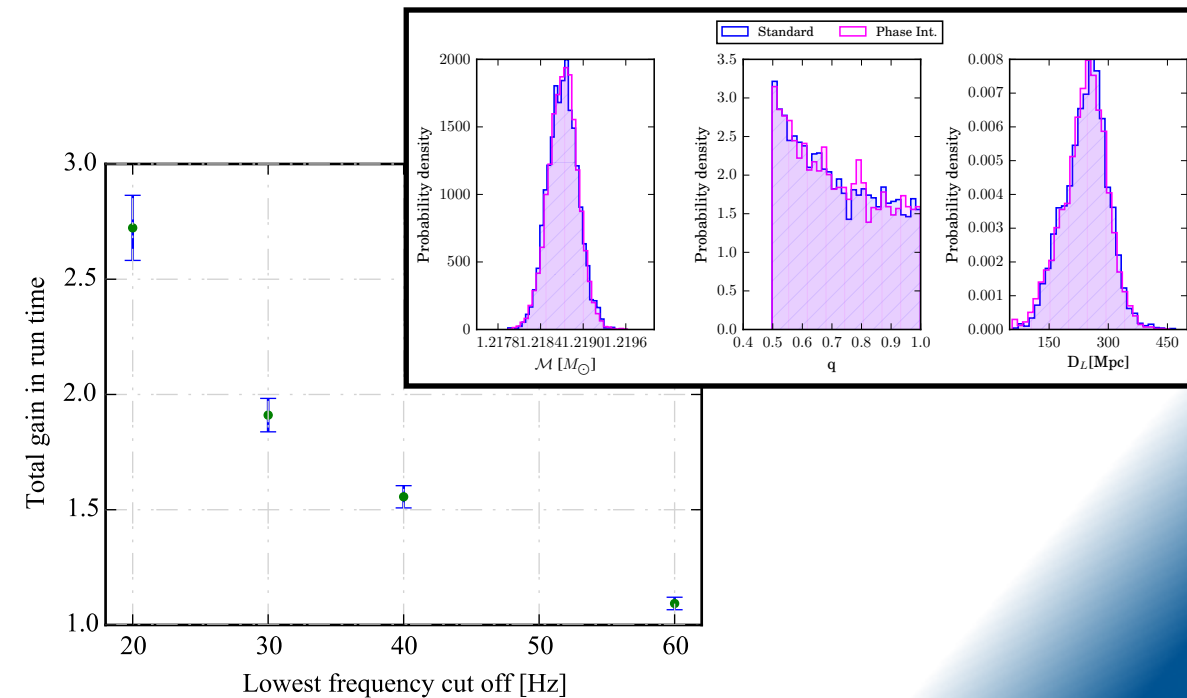 Standard
Phase Int.
2000
1500
1000
500
0
Probability density
1.2178 1.2184 1.2190 1.2196
ℳ [M☉]
3.5
3.0
2.5
2.0
1.5
1.0
0.5
0.0
Probability density
0.4 0.5 0.6 0.7 0.8 0.9 1.0
q
0.008
0.007
0.006
0.005
0.004
0.003
0.002
0.001
0.000
Probability density
150 300 450
D_L[Mpc]
3.0
2.5
2.0
1.5
1.0
Total gain in run time
20 30 40 50 60
Lowest frequency cut off [Hz]